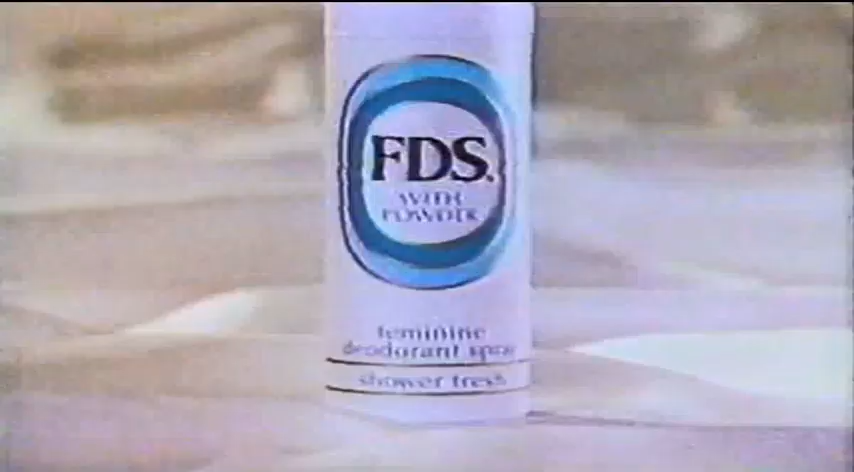 FDS.
WITH
POWDER
feminine
deodorant spray
shower fresh